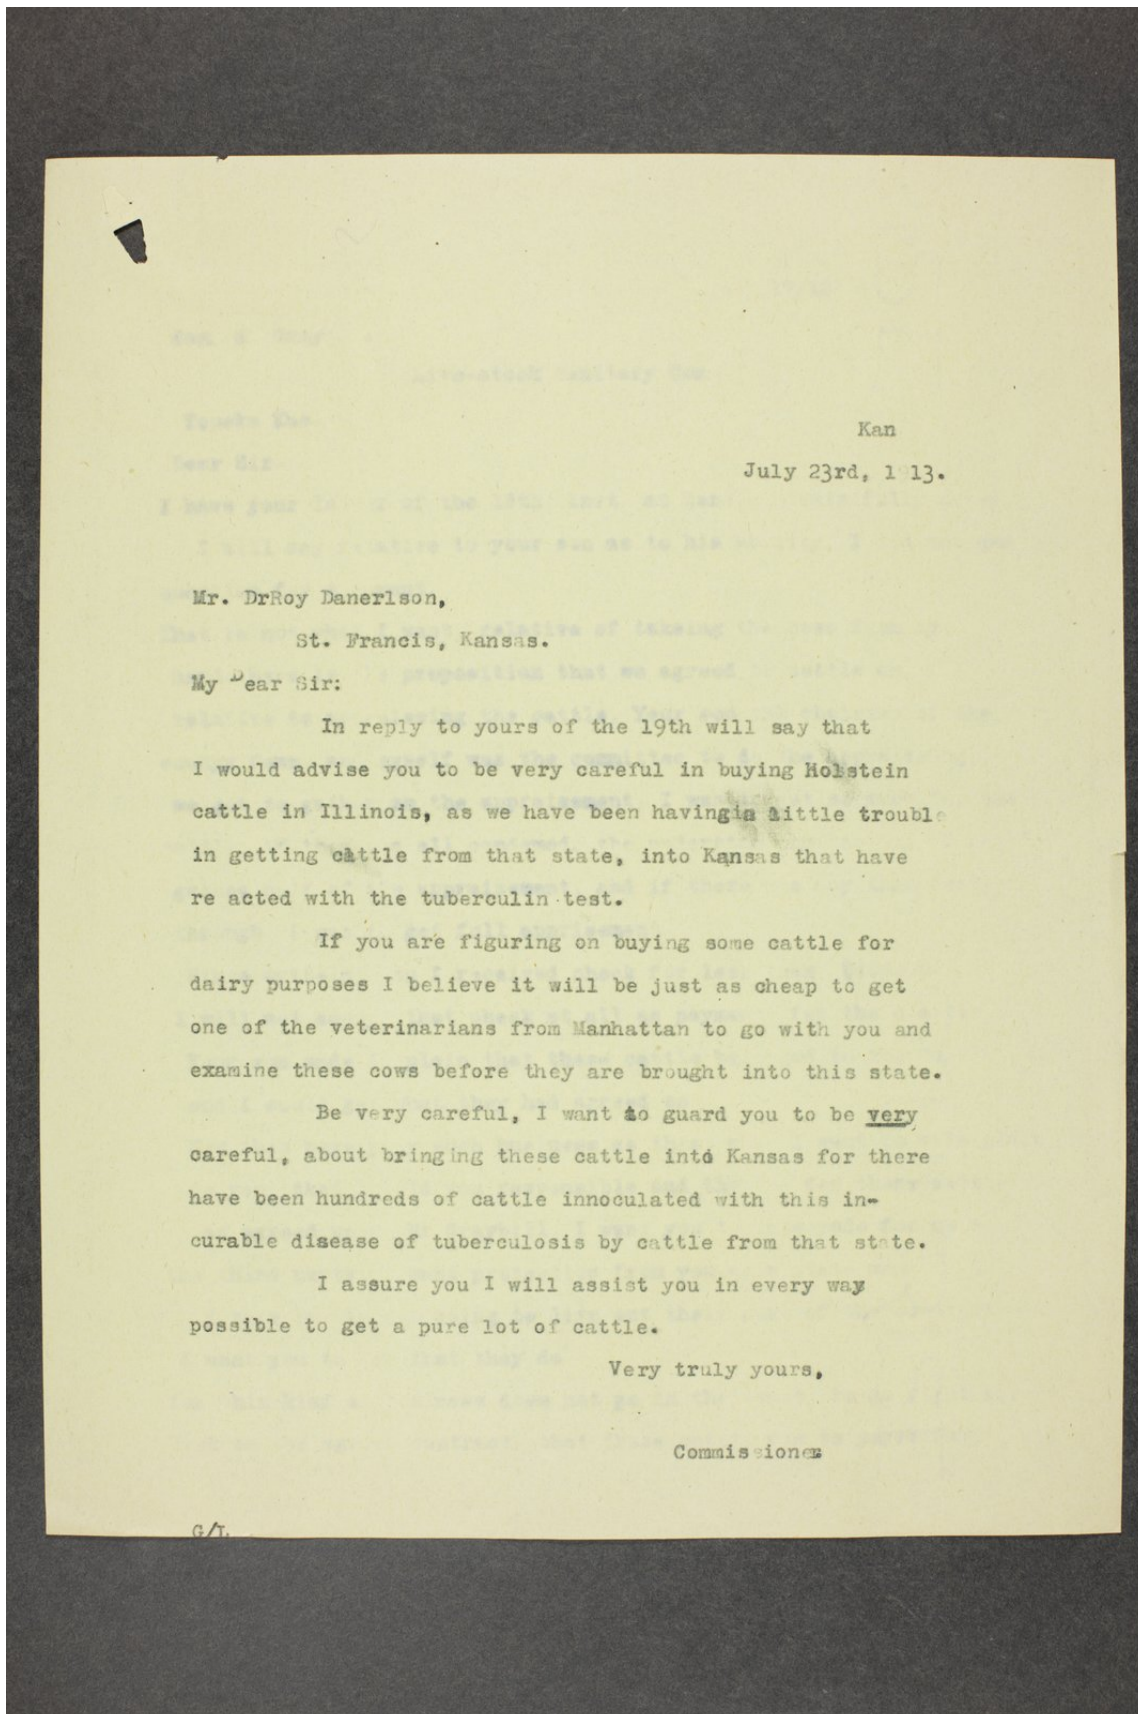 Kan
July 23rd, 1 13.
Mr. DrRoy Danerlson,
St. Francis, Kansas.
My Dear Sir:
In reply to yours of the 19th will say that
I would advise you to be very careful in buying Holstein
cattle in Illinois, as we have been having a little trouble
in getting cattle from that state, into Kansas that have
re acted with the tuberculin test.
If you are figuring on buying some cattle for
dairy purposes I believe it will be just as cheap to get
one of the veterinarians from Manhattan to go with you and
examine these cows before they are brought into this state.
Be very careful, I want to guard you to be very
careful, about bringing these cattle into Kansas for there
have been hundreds of cattle innoculated with this in-
curable disease of tuberculosis by cattle from that state.
I assure you I will assist you in every way
possible to get a pure lot of cattle.
Very truly yours,
Commissioner
G/L